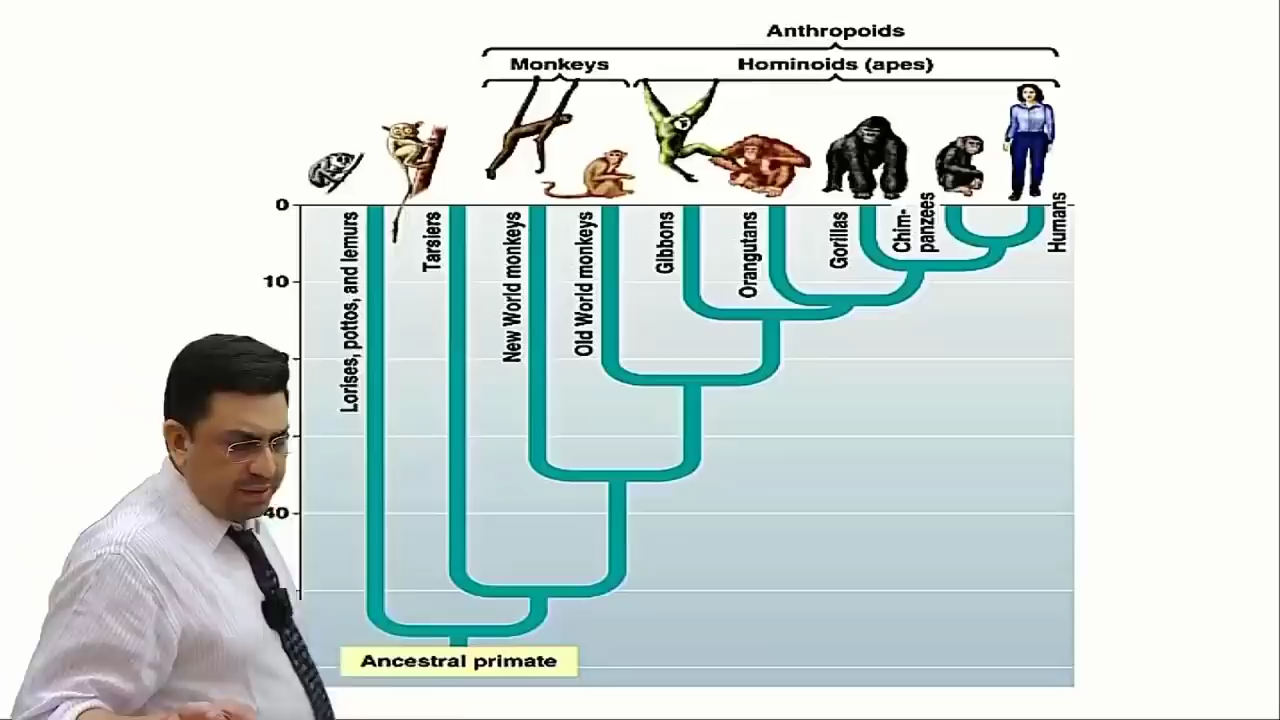 Anthropoids
Monkeys
Hominoids (apes)
0
10
40
Lorises, pottos, and lemurs
Tarsiers
New World monkeys
Old World monkeys
Gibbons
Orangutans
Gorillas
Chim-
panzees
Humans
Ancestral primate